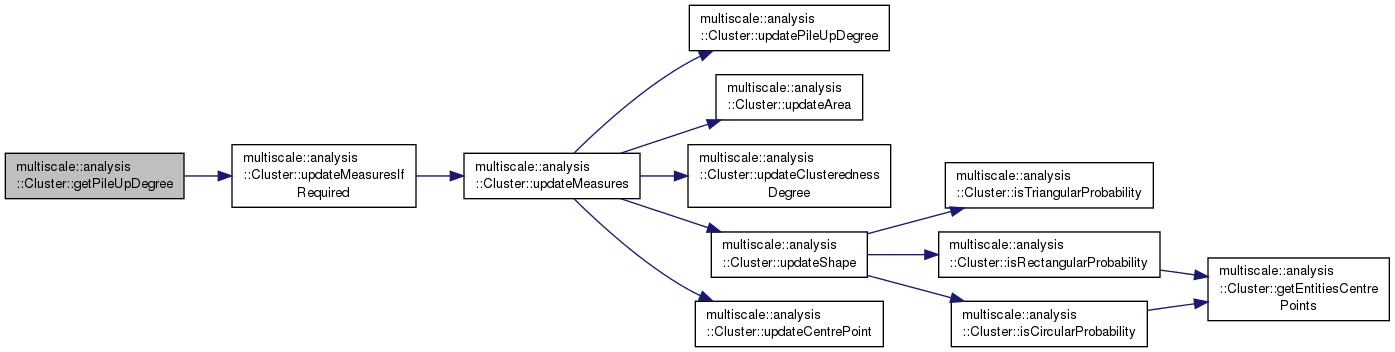 multiscale::analysis
::Cluster::getPileUpDegree
multiscale::analysis
::Cluster::updateMeasuresIf
Required
multiscale::analysis
::Cluster::updateMeasures
multiscale::analysis
::Cluster::updatePileUpDegree
multiscale::analysis
::Cluster::updateArea
multiscale::analysis
::Cluster::updateClusteredness
Degree
multiscale::analysis
::Cluster::updateShape
multiscale::analysis
::Cluster::updateCentrePoint
multiscale::analysis
::Cluster::isTriangularProbability
multiscale::analysis
::Cluster::isRectangularProbability
multiscale::analysis
::Cluster::isCircularProbability
multiscale::analysis
::Cluster::getEntitiesCentre
Points